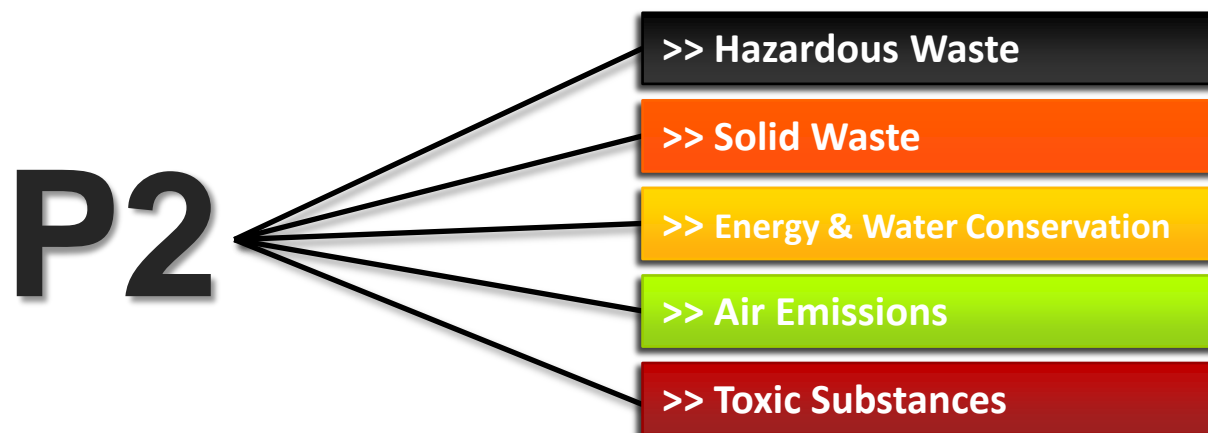 P2
>> Hazardous Waste
>> Solid Waste
>> Energy & Water Conservation
>> Air Emissions
>> Toxic Substances